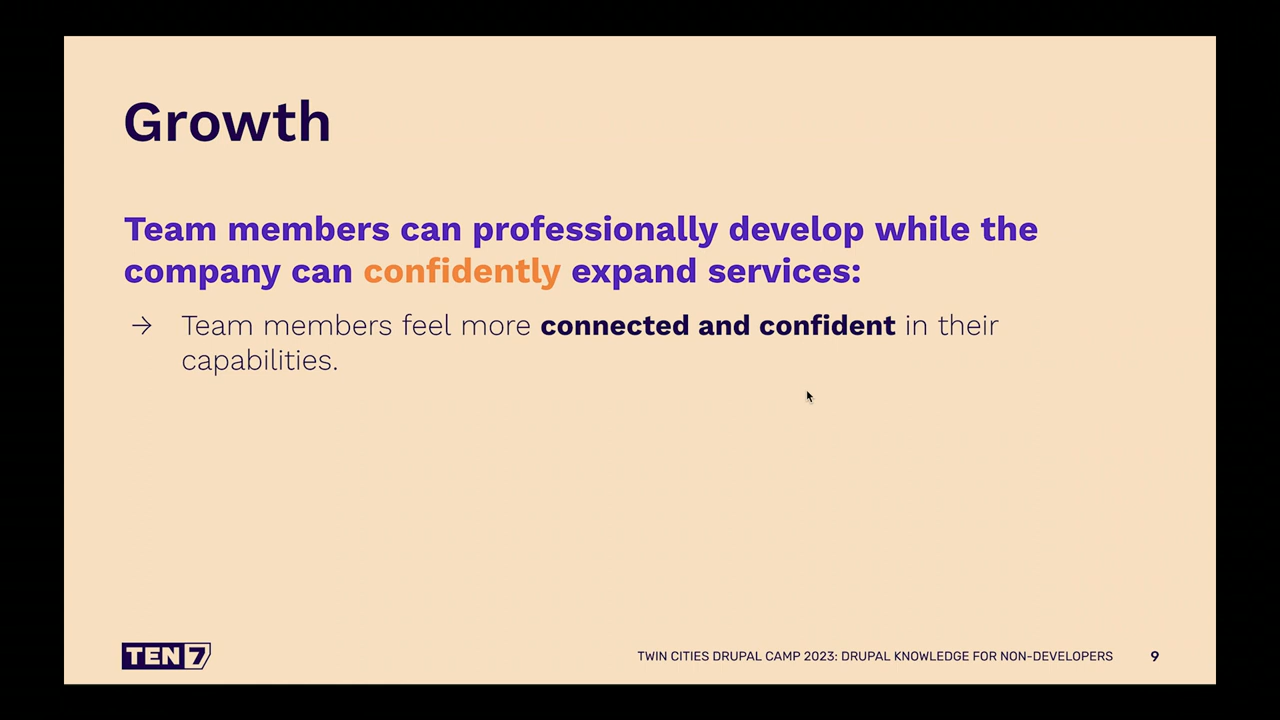 Growth
Team members can professionally develop while the
company can confidently expand services:
→ Team members feel more connected and confident in their
capabilities.
TEN7
TWIN CITIES DRUPAL CAMP 2023: DRUPAL KNOWLEDGE FOR NON-DEVELOPERS 9